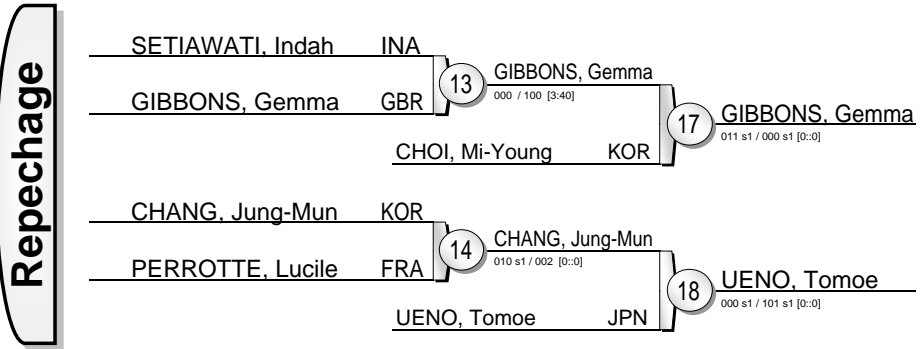 Repechage
SETIAWATI, Indah INA
GIBBONS, Gemma GBR
13
GIBBONS, Gemma
000 / 100 [3:40]
CHOI, Mi-Young KOR
17
GIBBONS, Gemma
011 s1 / 000 s1 [0::0]
CHANG, Jung-Mun KOR
PERROTTE, Lucile FRA
14
CHANG, Jung-Mun
010 s1 / 002 [0::0]
UENO, Tomoe JPN
18
UENO, Tomoe
000 s1 / 101 s1 [0::0]